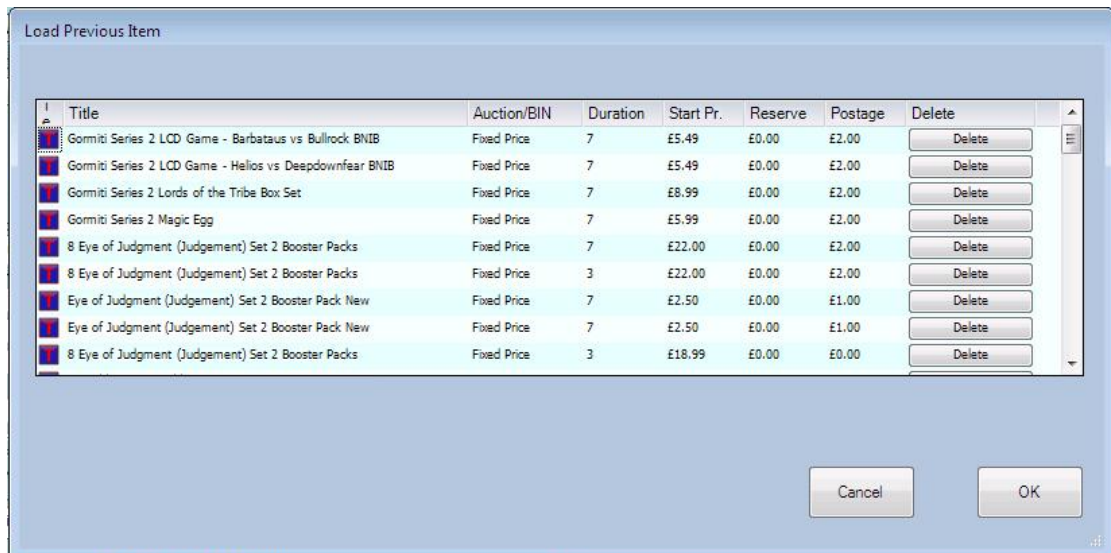 Load Previous Item
Title Auction/BIN Duration Start Pr. Reserve Postage Delete
T Gormiti Series 2 LCD Game - Barbataus vs Bullrock BNIB Fixed Price 7 £5.49 £0.00 £2.00 Delete
T Gormiti Series 2 LCD Game - Helios vs Deepdownfear BNIB Fixed Price 7 £5.49 £0.00 £2.00 Delete
T Gormiti Series 2 Lords of the Tribe Box Set Fixed Price 7 £8.99 £0.00 £2.00 Delete
T Gormiti Series 2 Magic Egg Fixed Price 7 £5.99 £0.00 £2.00 Delete
T 8 Eye of Judgment (Judgement) Set 2 Booster Packs Fixed Price 7 £22.00 £0.00 £2.00 Delete
T 8 Eye of Judgment (Judgement) Set 2 Booster Packs Fixed Price 3 £22.00 £0.00 £2.00 Delete
T Eye of Judgment (Judgement) Set 2 Booster Pack New Fixed Price 7 £2.50 £0.00 £1.00 Delete
T Eye of Judgment (Judgement) Set 2 Booster Pack New Fixed Price 7 £2.50 £0.00 £1.00 Delete
T 8 Eye of Judgment (Judgement) Set 2 Booster Packs Fixed Price 3 £18.99 £0.00 £0.00 Delete
Cancel OK